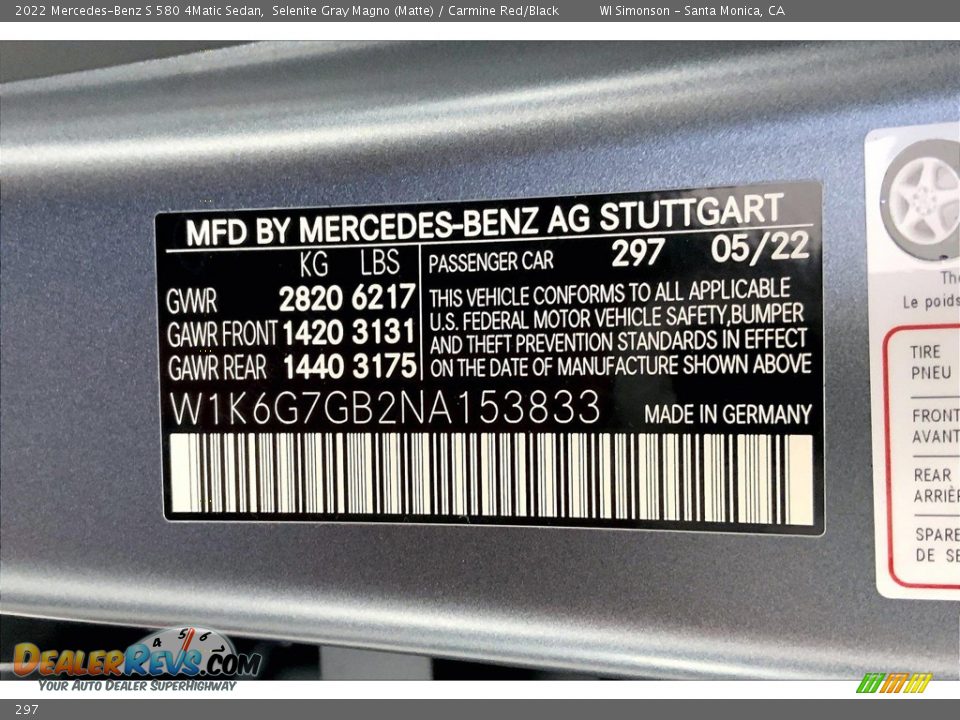 2022 Mercedes-Benz S 580 4Matic Sedan, Selenite Gray Magno (Matte) / Carmine Red/Black WI Simonson - Santa Monica, CA
MFD BY MERCEDES-BENZ AG STUTTGART
KG LBS
GVWR 2820 6217
GAWR FRONT 1420 3131
GAWR REAR 1440 3175
PASSENGER CAR 297 05/22
THIS VEHICLE CONFORMS TO ALL APPLICABLE
U.S. FEDERAL MOTOR VEHICLE SAFETY,BUMPER
AND THEFT PREVENTION STANDARDS IN EFFECT
ON THE DATE OF MANUFACTURE SHOWN ABOVE
W1K6G7GB2NA153833 MADE IN GERMANY
Le poids
TIRE
PNEU
FRONT
AVANT
REAR
SPARE
DE
4 5 6
DEALERREVS.COM
YOUR AUTO DEALER SUPERHIGHWAY
297